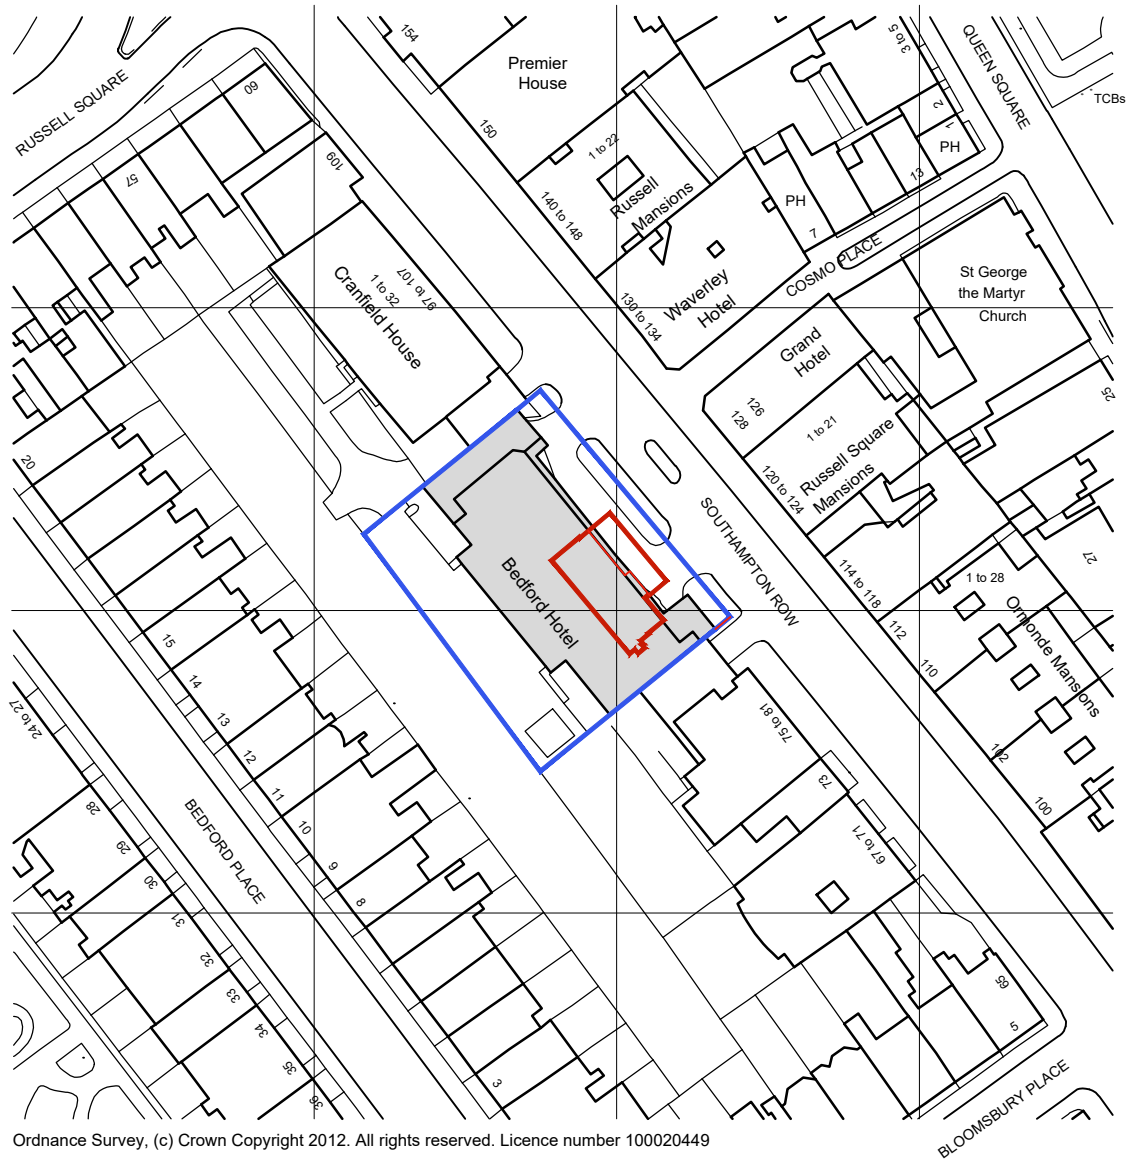 RUSSELL SQUARE
60
57
109
154
Premier
House
150
1 to 22
Russell
Mansions
140 to 148
3 to 5
QUEEN SQUARE
TCBs
2
1
PH
13
PH
7
COSMO PLACE
St George
the Martyr
Church
Cranfield House
1 to 32
97 to 107
Waverley
Hotel
130 to 134
Grand
Hotel
126
128
1 to 21
Russell Square
Mansions
120 to 124
25
27
20
SOUTHAMPTON ROW
114 to 118
112
110
1 to 28
Ormonde Mansions
102
100
Bedford Hotel
15
14
13
12
11
10
9
8
3
24 to 27
28
29
30
31
32
33
34
35
36
BEDFORD PLACE
75 to 81
73
67 to 71
65
5
BLOOMSBURY PLACE
Ordnance Survey, (c) Crown Copyright 2012. All rights reserved. Licence number 100020449